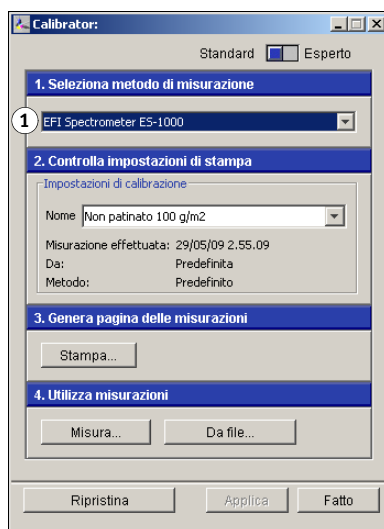 Calibrator:
Standard Esperto
1. Seleziona metodo di misurazione
1 EFI Spectrometer ES-1000
2. Controlla impostazioni di stampa
Impostazioni di calibrazione
Nome Non patinato 100 g/m2
Misurazione effettuata: 29/05/09 2.55.09
Da: Predefinita
Metodo: Predefinito
3. Genera pagina delle misurazioni
Stampa...
4. Utilizza misurazioni
Misura... Da file...
Ripristina Applica Fatto